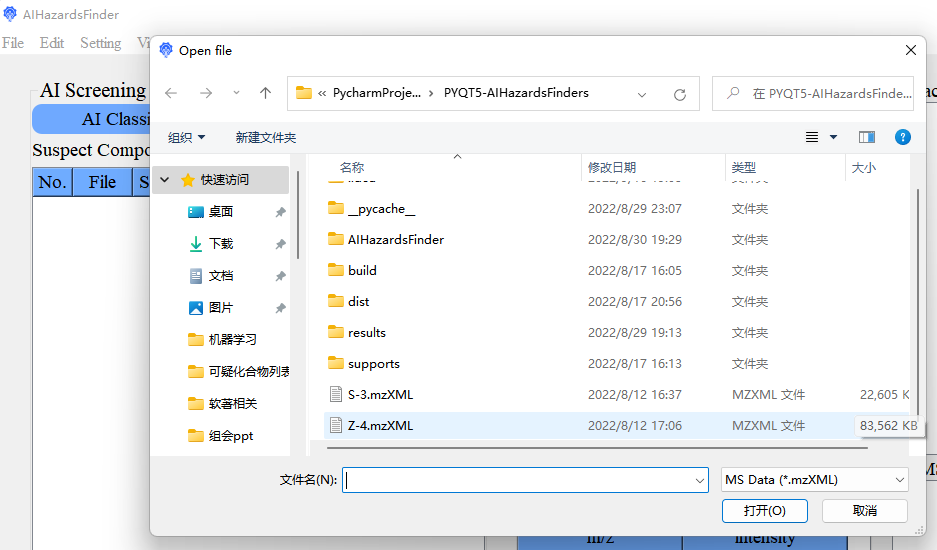 AIHazardsFinder
File Edit Setting Vi
Open file
AI Screening
AI Classi
Suspect Compo
No. File S
« PycharmProje... › PYQT5-AIHazardsFinders
在 PYQT5-AIHazardsFinde...
组织 新建文件夹
名称 修改日期 类型 大小
快速访问
桌面
下载
文档
图片
机器学习
可疑化合物列表
软著相关
组会ppt
__pycache__ 2022/8/29 23:07 文件夹
AIHazardsFinder 2022/8/30 19:29 文件夹
build 2022/8/17 16:05 文件夹
dist 2022/8/17 20:56 文件夹
results 2022/8/29 19:13 文件夹
supports 2022/8/17 16:13 文件夹
S-3.mzXML 2022/8/12 16:37 MZXML 文件 22,605 K
Z-4.mzXML 2022/8/12 17:06 MZXML 文件 83,562 KB
文件名(N):
MS Data (*.mzXML)
打开(O) 取消
m/z intensity